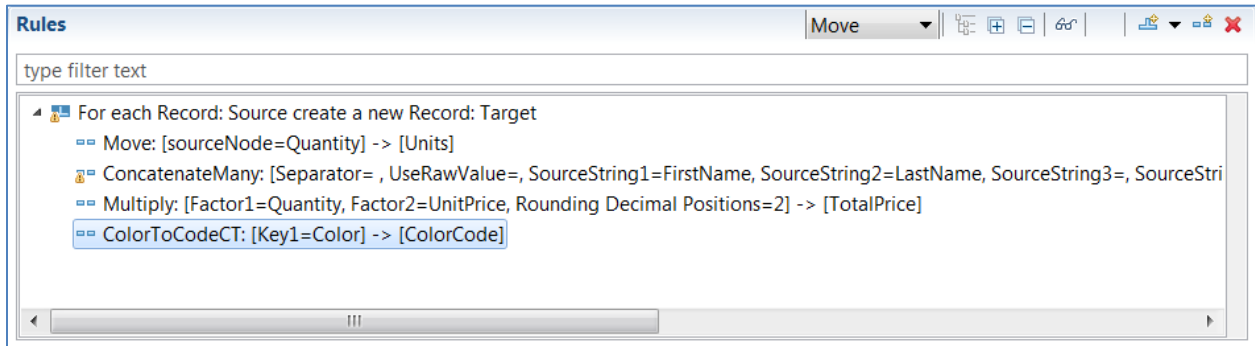 Rules
Move
type filter text
For each Record: Source create a new Record: Target
Move: [sourceNode=Quantity] -> [Units]
ConcatenateMany: [Separator= , UseRawValue=, SourceString1=FirstName, SourceString2=LastName, SourceString3=, SourceStri
Multiply: [Factor1=Quantity, Factor2=UnitPrice, Rounding Decimal Positions=2] -> [TotalPrice]
ColorToCodeCT: [Key1=Color] -> [ColorCode]